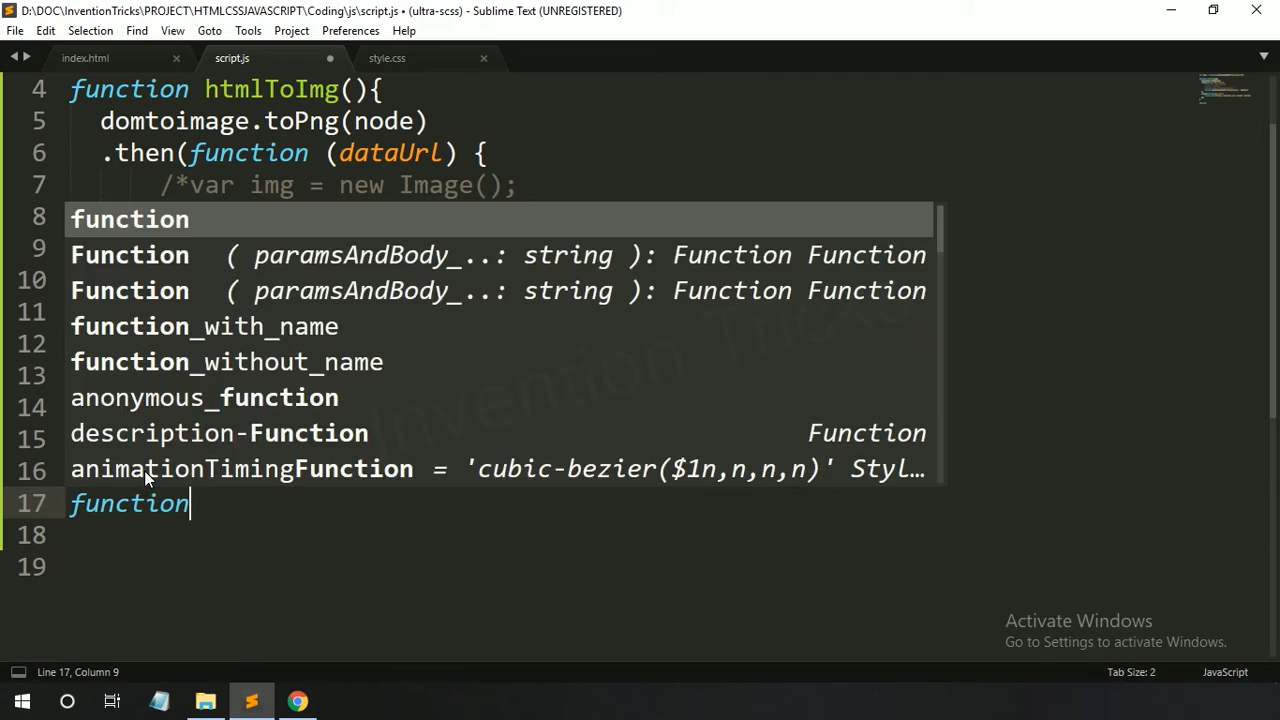 D:\DOC\InventionTricks\PROJECT\HTMLCSSJAVASCRIPT\Coding\js\script.js • (ultra-scss) - Sublime Text (UNREGISTERED)
File Edit Selection Find View Goto Tools Project Preferences Help
index.html script.js style.css
4 function htmlToImg(){
5 domtoimage.toPng(node)
6 .then(function (dataUrl) {
7 /*var img = new Image();
8 function
9 Function ( paramsAndBody_..: string ): Function Function
10 Function ( paramsAndBody_..: string ): Function Function
11 function_with_name
12 function_without_name
13 anonymous_function
14
15 description-Function Function
16 animationTimingFunction = 'cubic-bezier($1n,n,n,n)' Styl…
17 function
18
19
Invention Tricks
Activate Windows
Go to Settings to activate Windows.
Line 17, Column 9 Tab Size: 2 JavaScript